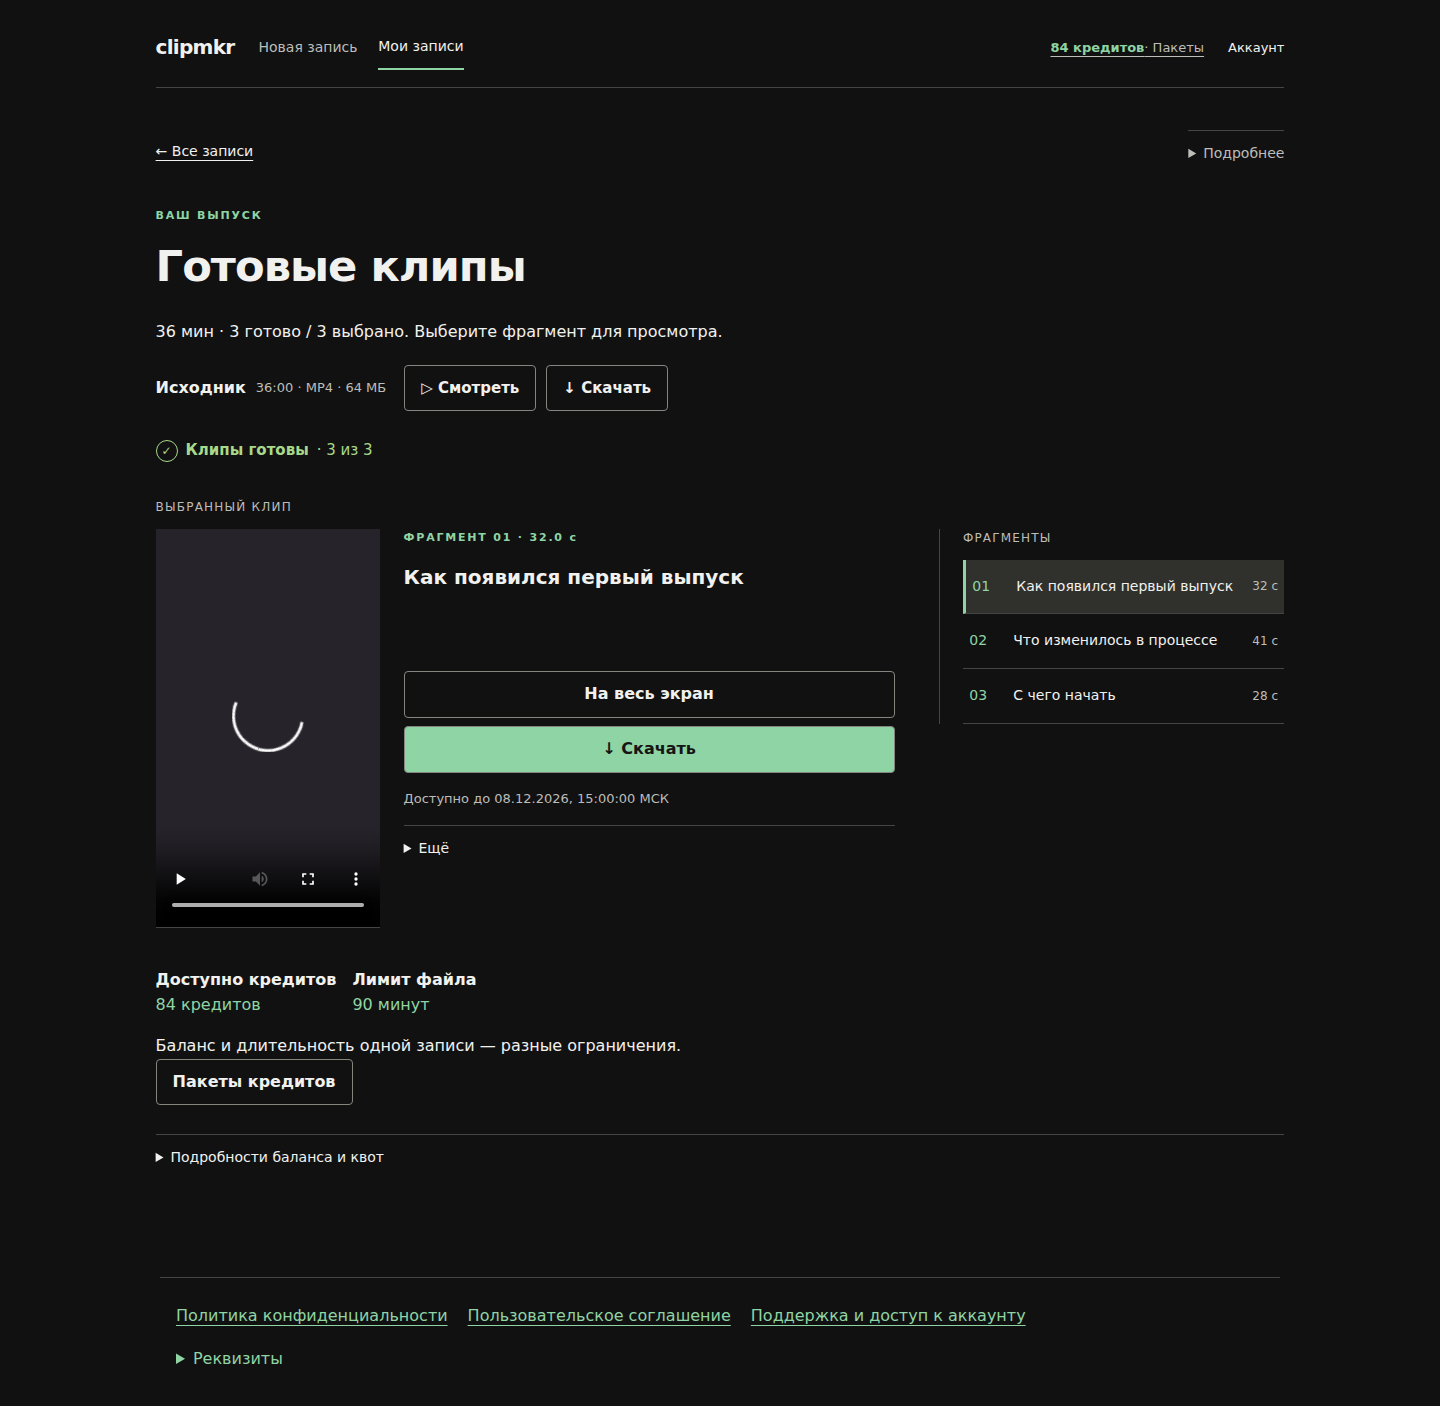 clipmkr Новая запись Мои записи 84 кредитов · Пакеты Аккаунт
← Все записи ▶ Подробнее
ВАШ ВЫПУСК
Готовые клипы
36 мин · 3 готово / 3 выбрано. Выберите фрагмент для просмотра.
Исходник 36:00 · MP4 · 64 МБ ▷ Смотреть ↓ Скачать
✓ Клипы готовы · 3 из 3
ВЫБРАННЫЙ КЛИП
ФРАГМЕНТ 01 · 32.0 с
Как появился первый выпуск
На весь экран
↓ Скачать
Доступно до 08.12.2026, 15:00:00 МСК
▶ Ещё
ФРАГМЕНТЫ
01 Как появился первый выпуск 32 с
02 Что изменилось в процессе 41 с
03 С чего начать 28 с
Доступно кредитов Лимит файла
84 кредитов 90 минут
Баланс и длительность одной записи — разные ограничения.
Пакеты кредитов
▶ Подробности баланса и квот
Политика конфиденциальности Пользовательское соглашение Поддержка и доступ к аккаунту
▶ Реквизиты